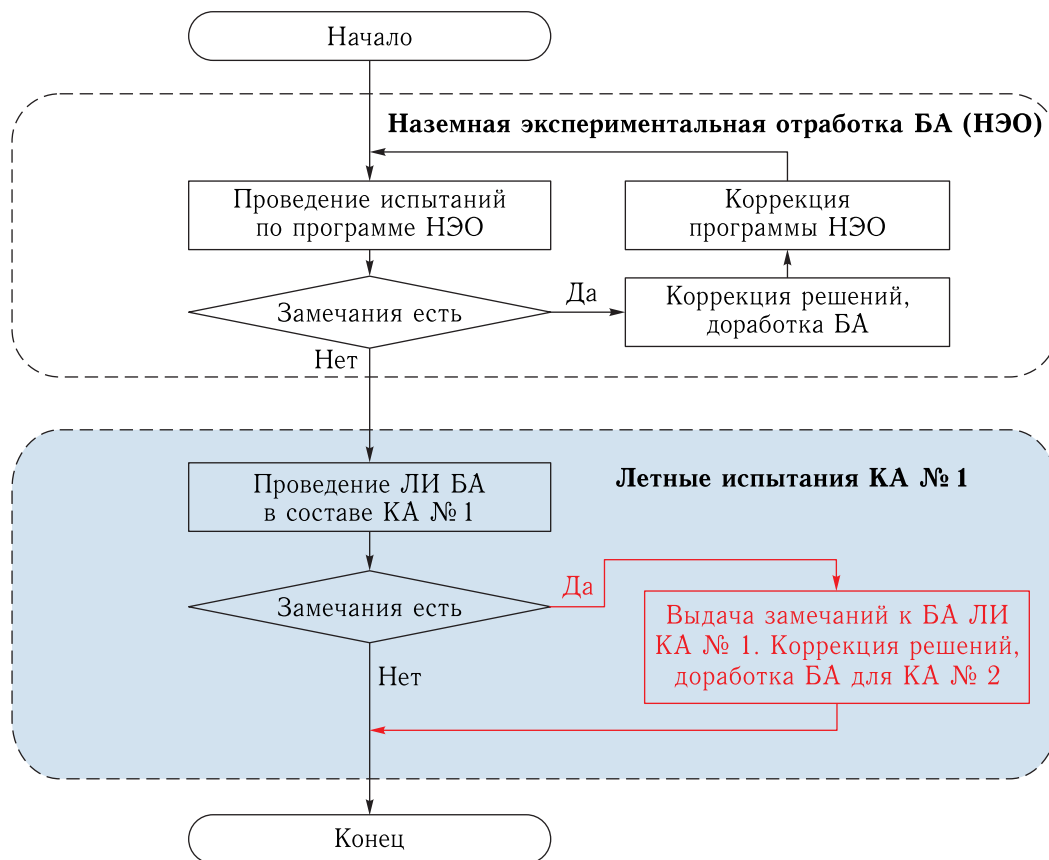 Начало
Наземная экспериментальная отработка БА (НЭО)
Проведение испытаний
по программе НЭО
Коррекция
программы НЭО
Замечания есть
Да
Коррекция решений,
доработка БА
Нет
Летные испытания КА № 1
Проведение ЛИ БА
в составе КА № 1
Замечания есть
Да
Выдача замечаний к БА ЛИ
КА № 1. Коррекция решений,
доработка БА для КА № 2
Нет
Конец